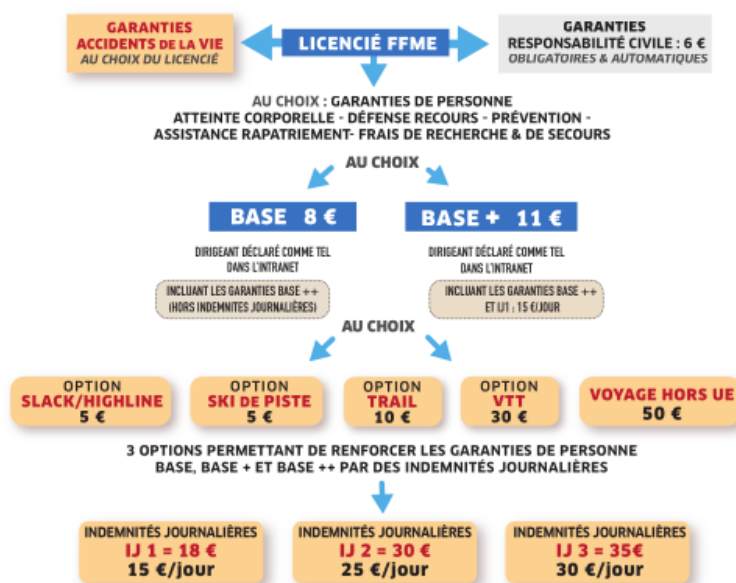 GARANTIES
ACCIDENTS DE LA VIE
AU CHOIX DU LICENCIÉ
LICENCIÉ FFME
GARANTIES
RESPONSABILITÉ CIVILE : 6 €
OBLIGATOIRES & AUTOMATIQUES
AU CHOIX : GARANTIES DE PERSONNE
ATTEINTE CORPORELLE - DÉFENSE RECOURS - PRÉVENTION -
ASSISTANCE RAPATRIEMENT- FRAIS DE RECHERCHE & DE SECOURS
AU CHOIX
BASE 8 €
BASE + 11 €
DIRIGEANT DÉCLARÉ COMME TEL
DANS L'INTRANET
DIRIGEANT DÉCLARÉ COMME TEL
DANS L'INTRANET
INCLUANT LES GARANTIES BASE ++
(HORS INDEMNITES JOURNALIÈRES)
INCLUANT LES GARANTIES BASE ++
ET IJ1 : 15 €/JOUR
AU CHOIX
OPTION
SLACK/HIGHLINE
5 €
OPTION
SKI DE PISTE
5 €
OPTION
TRAIL
10 €
OPTION
VTT
30 €
VOYAGE HORS UE
50 €
3 OPTIONS PERMETTANT DE RENFORCER LES GARANTIES DE PERSONNE
BASE, BASE + ET BASE ++ PAR DES INDEMNITÉS JOURNALIÈRES
INDEMNITÉS JOURNALIÈRES
IJ 1 = 18 €
15 €/jour
INDEMNITÉS JOURNALIÈRES
IJ 2 = 30 €
25 €/jour
INDEMNITÉS JOURNALIÈRES
IJ 3 = 35€
30 €/jour